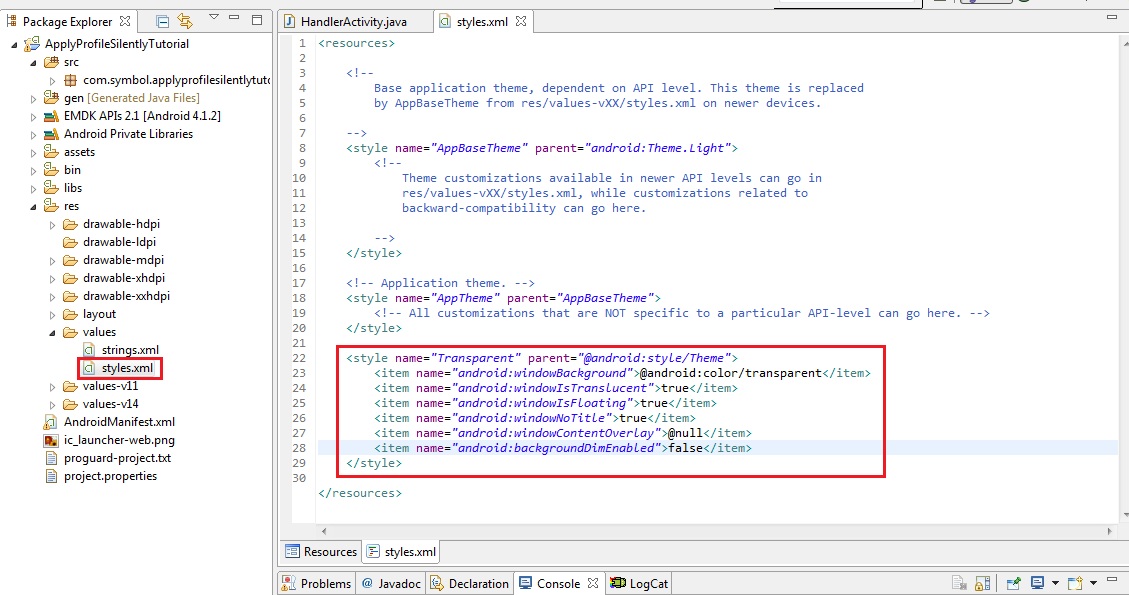 Package Explorer
ApplyProfileSilentlyTutorial
src
com.symbol.applyprofilesilentlytuto
gen [Generated Java Files]
EMDK APIs 2.1 [Android 4.1.2]
Android Private Libraries
assets
bin
libs
res
drawable-hdpi
drawable-ldpi
drawable-mdpi
drawable-xhdpi
drawable-xxhdpi
layout
values
strings.xml
styles.xml
values-v11
values-v14
AndroidManifest.xml
ic_launcher-web.png
proguard-project.txt
project.properties
HandlerActivity.java
styles.xml
1 <resources>
2
3 <!--
4 Base application theme, dependent on API level. This theme is replaced
5 by AppBaseTheme from res/values-vXX/styles.xml on newer devices.
6
7 -->
8 <style name="AppBaseTheme" parent="android:Theme.Light">
9 <!--
10 Theme customizations available in newer API levels can go in
11 res/values-vXX/styles.xml, while customizations related to
12 backward-compatibility can go here.
13
14 -->
15 </style>
16
17 <!-- Application theme. -->
18 <style name="AppTheme" parent="AppBaseTheme">
19 <!-- All customizations that are NOT specific to a particular API-level can go here. -->
20 </style>
21
22 <style name="Transparent" parent="@android:style/Theme">
23 <item name="android:windowBackground">@android:color/transparent</item>
24 <item name="android:windowIsTranslucent">true</item>
25 <item name="android:windowIsFloating">true</item>
26 <item name="android:windowNoTitle">true</item>
27 <item name="android:windowContentOverlay">@null</item>
28 <item name="android:backgroundDimEnabled">false</item>
29 </style>
30
</resources>
Resources
styles.xml
Problems
@ Javadoc
Declaration
Console
LogCat